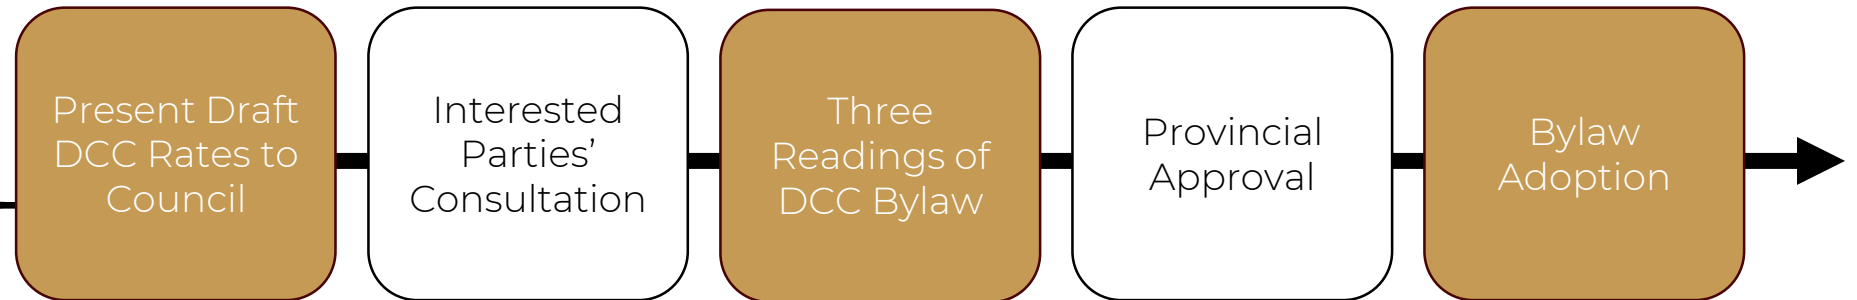 Present Draft
DCC Rates to
Council
Interested
Parties’
Consultation
Three
Readings of
DCC Bylaw
Provincial
Approval
Bylaw
Adoption